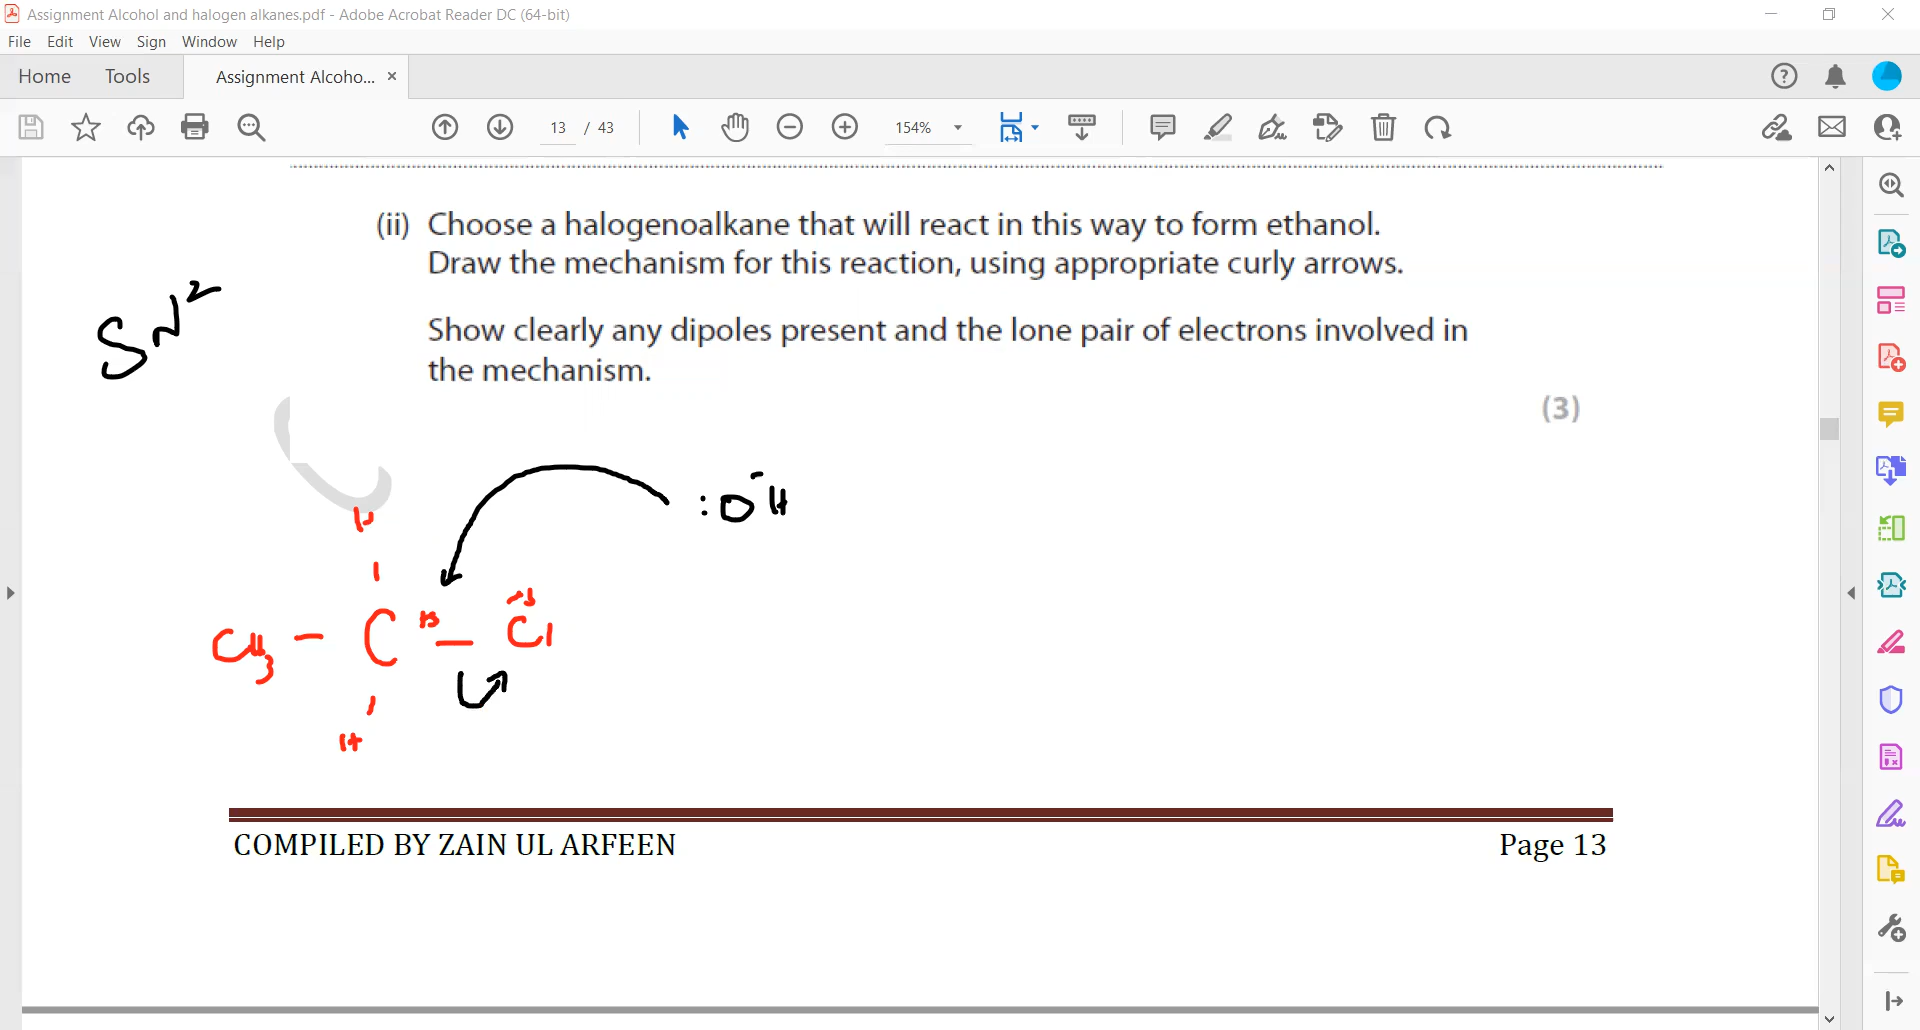 Assignment Alcohol and halogen alkanes.pdf - Adobe Acrobat Reader DC (64-bit)
File Edit View Sign Window Help
Home Tools Assignment Alcoho... ×
13 / 43 154%
(ii) Choose a halogenoalkane that will react in this way to form ethanol.
Draw the mechanism for this reaction, using appropriate curly arrows.
SN²
Show clearly any dipoles present and the lone pair of electrons involved in
the mechanism.
(3)
:O⁻H
H
CH₃ – C – Cl
H
COMPILED BY ZAIN UL ARFEEN Page 13